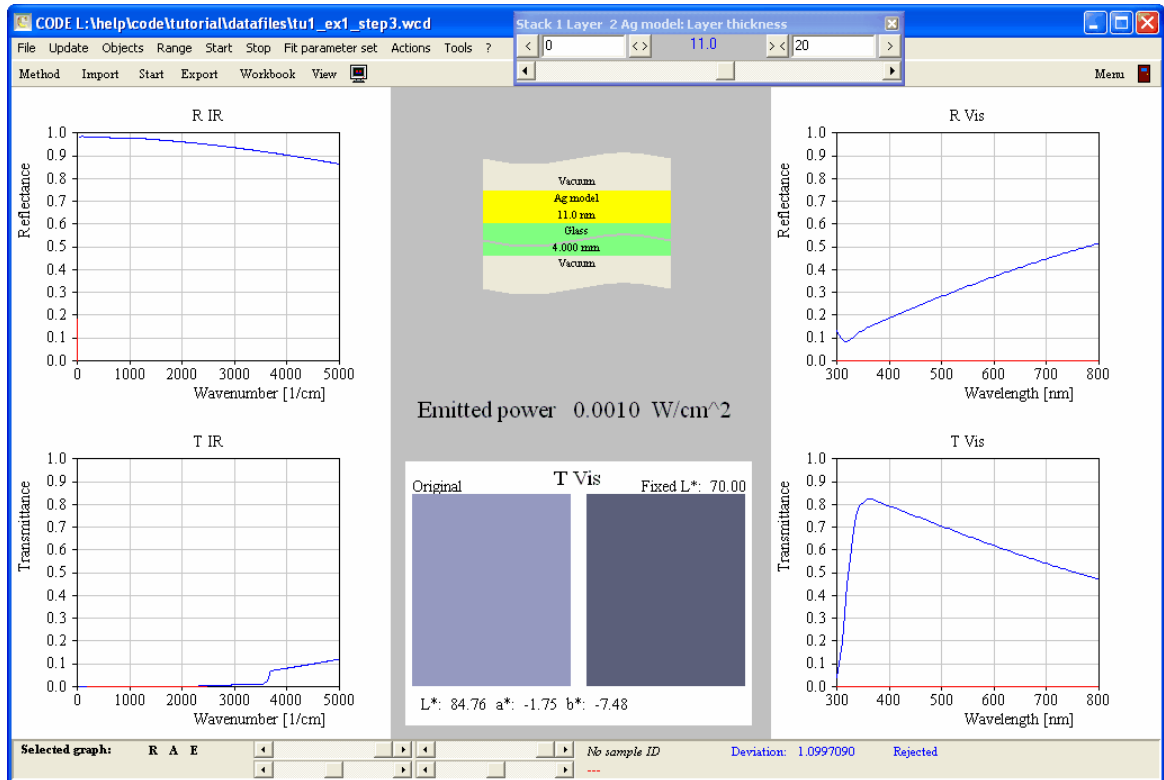 CODE L:\help\code\tutorial\datafiles\tu1_ex1_step3.wcd
Stack 1 Layer 2 Ag model: Layer thickness
File Update Objects Range Start Stop Fit parameter set Actions Tools ?
< 0 < > 11.0 > < 20 >
Method Import Start Export Workbook View
Menu
R IR
1.0
0.9
0.8
0.7
0.6
0.5
0.4
0.3
0.2
0.1
0.0
Reflectance
0 1000 2000 3000 4000 5000
Wavenumber [1/cm]
Vacuum
Ag model
11.0 nm
Glass
4.000 mm
Vacuum
R Vis
1.0
0.9
0.8
0.7
0.6
0.5
0.4
0.3
0.2
0.1
0.0
Reflectance
300 400 500 600 700 800
Wavelength [nm]
Emitted power 0.0010 W/cm^2
T IR
1.0
0.9
0.8
0.7
0.6
0.5
0.4
0.3
0.2
0.1
0.0
Transmittance
0 1000 2000 3000 4000 5000
Wavenumber [1/cm]
T Vis
Original
Fixed L*: 70.00
L*: 84.76 a*: -1.75 b*: -7.48
T Vis
1.0
0.9
0.8
0.7
0.6
0.5
0.4
0.3
0.2
0.1
0.0
Transmittance
300 400 500 600 700 800
Wavelength [nm]
Selected graph: R A E
No sample ID
Deviation: 1.0997090
Rejected
---